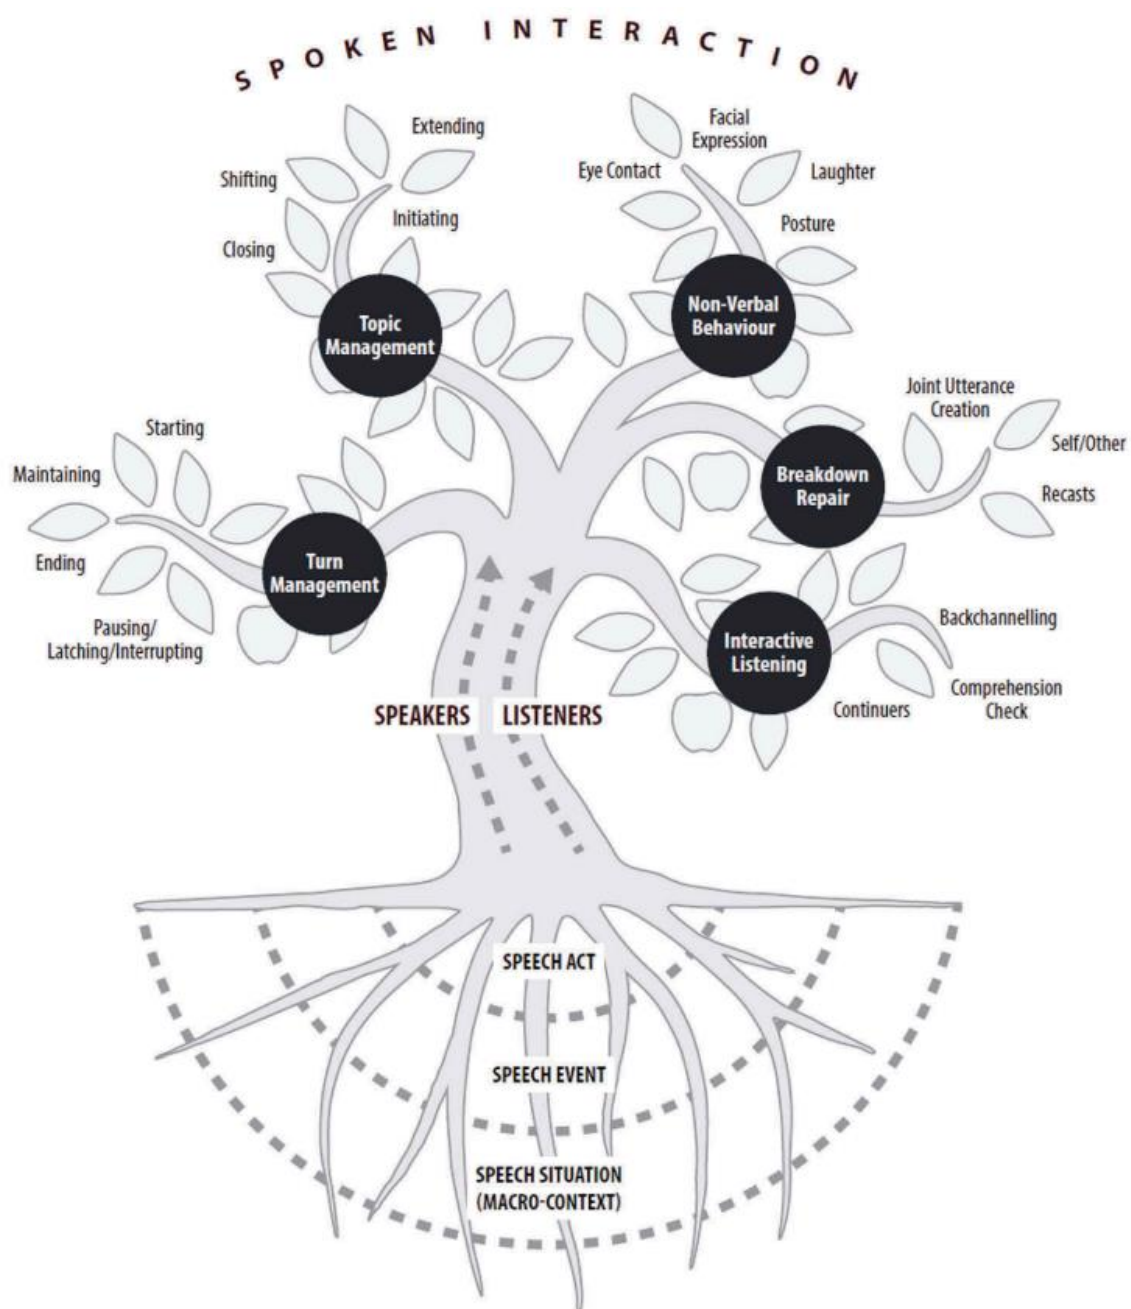 SPOKEN INTERACTION
Extending
Shifting
Initiating
Closing
Topic
Management
Facial
Expression
Eye Contact
Laughter
Posture
Non-Verbal
Behaviour
Starting
Maintaining
Ending
Pausing/
Latching/Interrupting
Turn
Management
Joint Utterance
Creation
Self/Other
Recasts
Breakdown
Repair
Interactive
Listening
Backchannelling
Comprehension
Check
Continuers
SPEAKERS LISTENERS
SPEECH ACT
SPEECH EVENT
SPEECH SITUATION
(MACRO-CONTEXT)